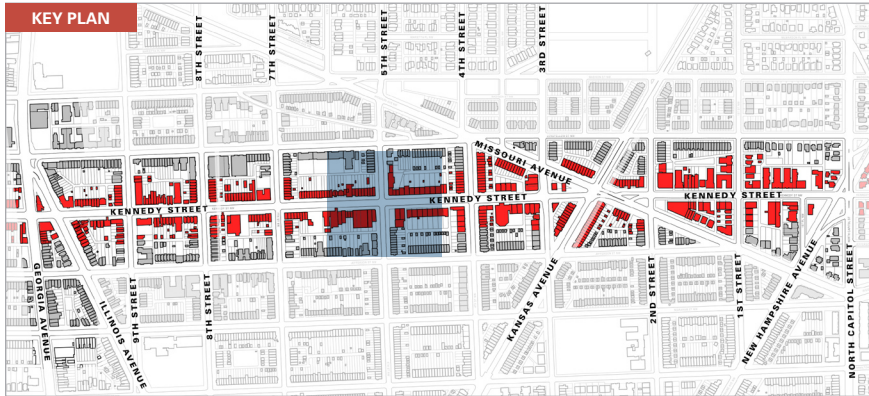 KEY PLAN
8TH STREET
7TH STREET
5TH STREET
4TH STREET
3RD STREET
MISSOURI AVENUE
KENNEDY STREET
KENNEDY STREET
KENNEDY STREET
GEORGIA AVENUE
ILLINOIS AVENUE
9TH STREET
8TH STREET
KANSAS AVENUE
2ND STREET
1ST STREET
NEW HAMPSHIRE AVENUE
NORTH CAPITOL STREET